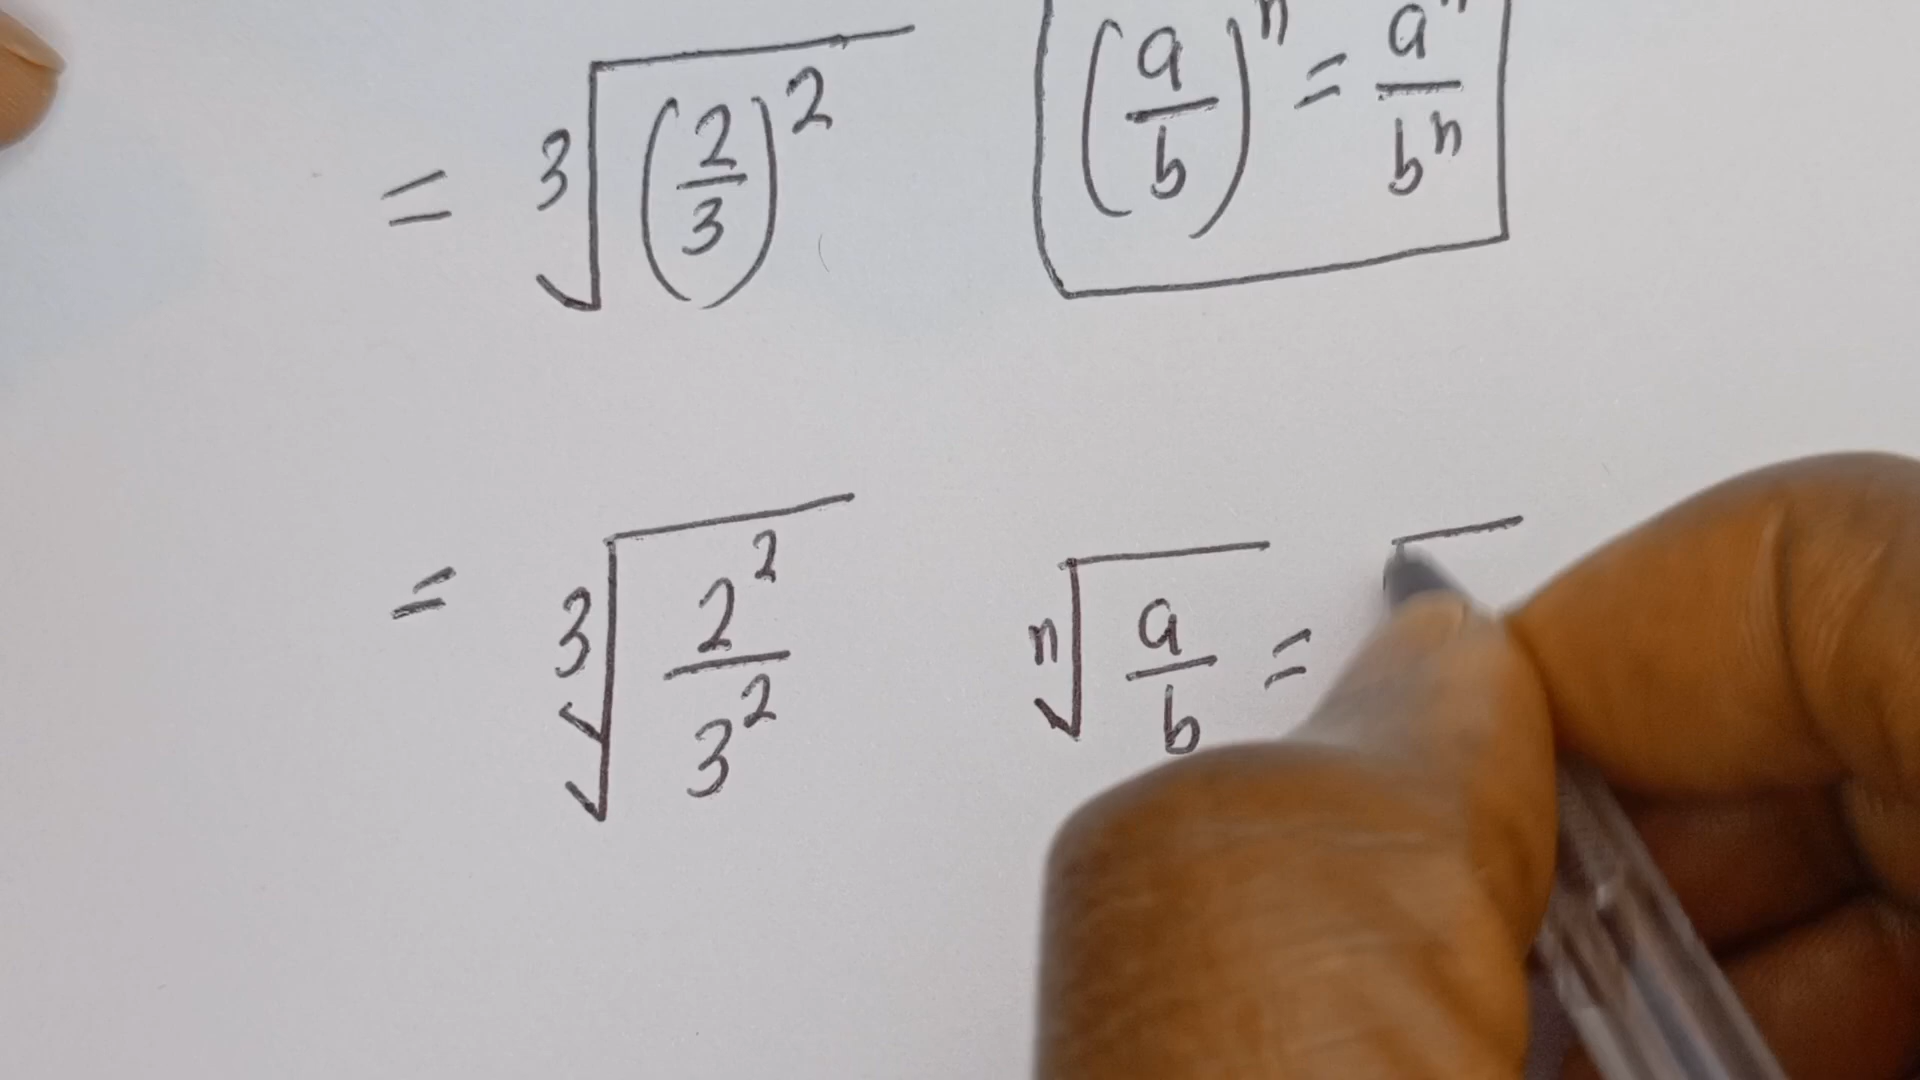 = ∛((2/3)²)
(a/b)ⁿ = aⁿ/bⁿ
= ∛(2²/3²)
ⁿ√(a/b) = √